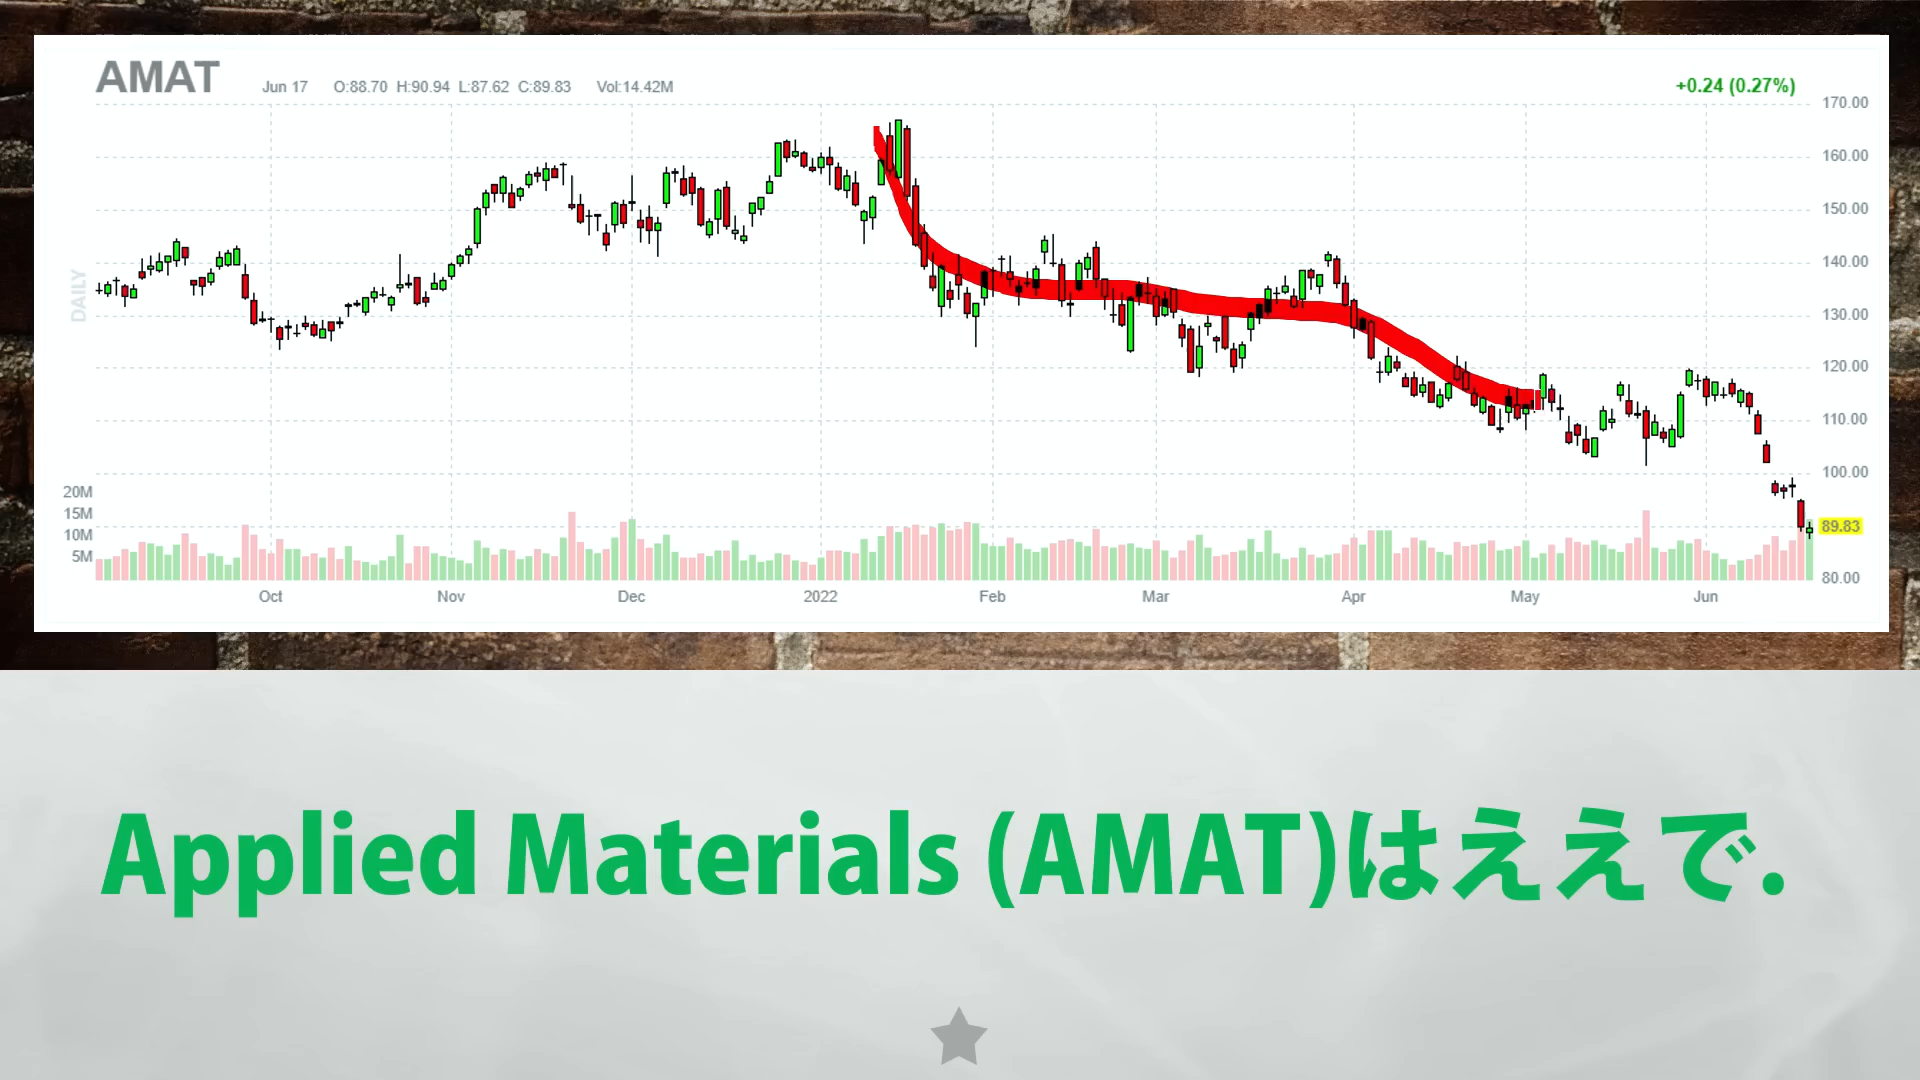 AMAT Jun 17 O:88.70 H:90.94 L:87.62 C:89.83 Vol:14.42M +0.24 (0.27%)
170.00
160.00
150.00
140.00
DAILY
130.00
120.00
110.00
100.00
20M
15M
89.83
10M
5M
80.00
Oct Nov Dec 2022 Feb Mar Apr May Jun
Applied Materials (AMAT)はええで.